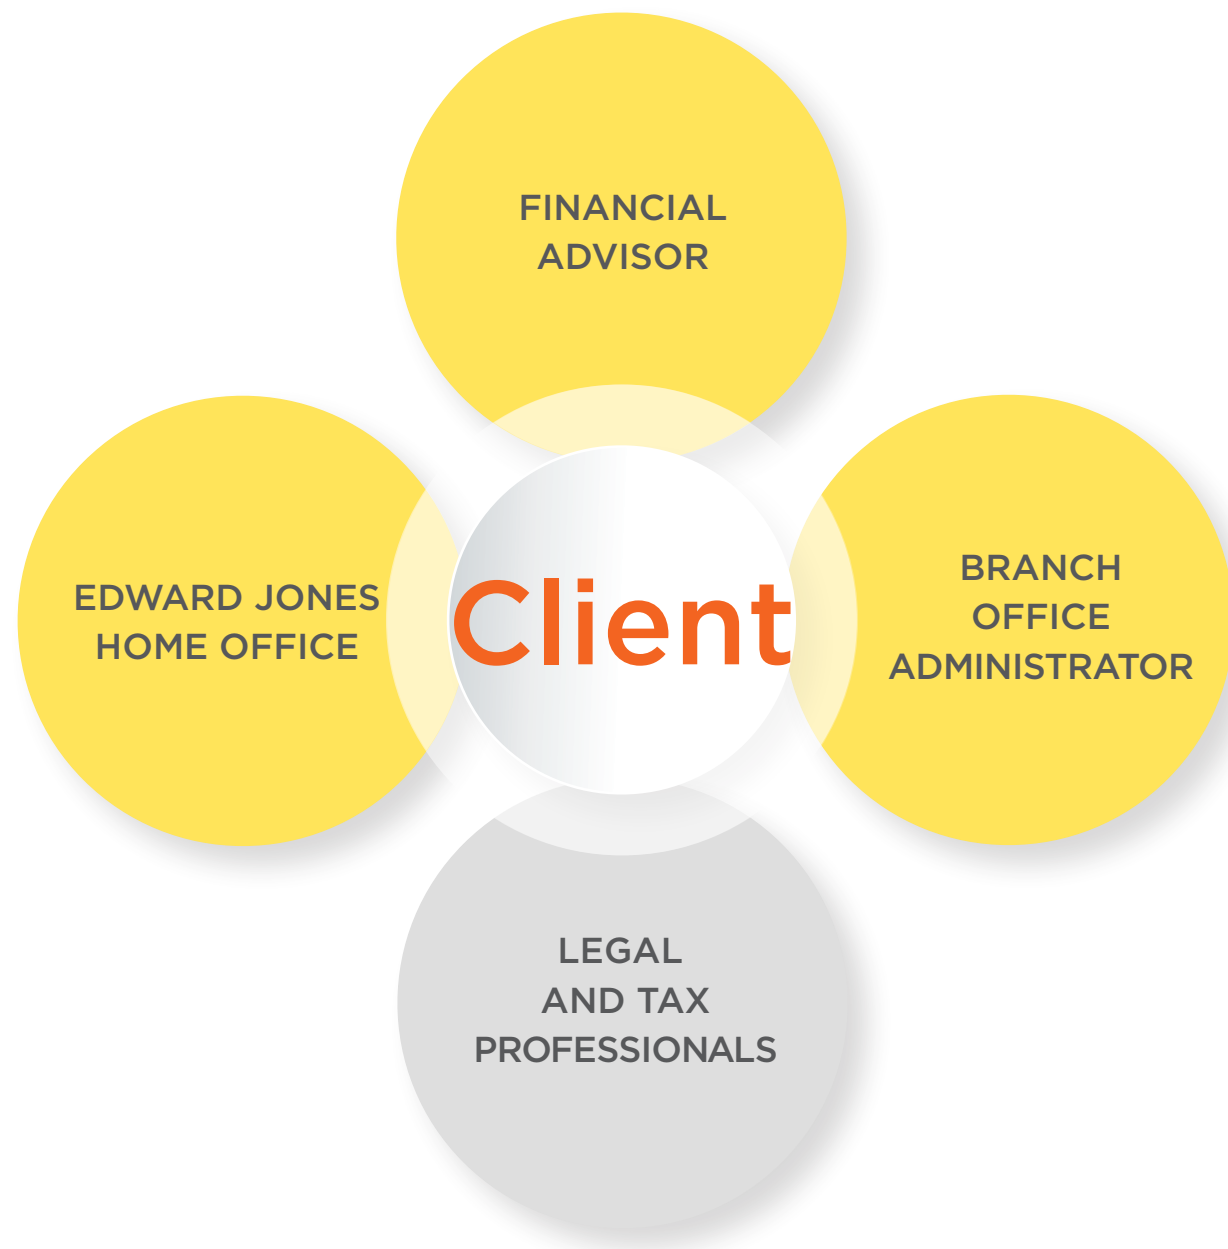 FINANCIAL
ADVISOR
EDWARD JONES
HOME OFFICE
Client
BRANCH
OFFICE
ADMINISTRATOR
LEGAL
AND TAX
PROFESSIONALS